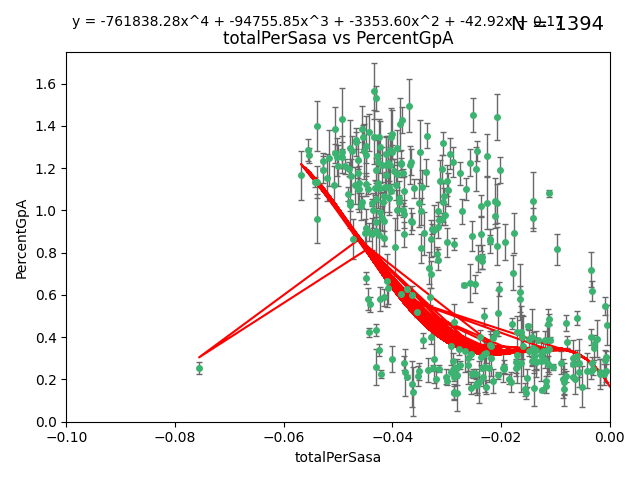 y = -761838.28x^4 + -94755.85x^3 + -3353.60x^2 + -42.92x + 0.17
N = 1394
totalPerSasa vs PercentGpA
PercentGpA
1.6
1.4
1.2
1.0
0.8
0.6
0.4
0.2
0.0
−0.10 −0.08 −0.06 −0.04 −0.02 0.00
totalPerSasa